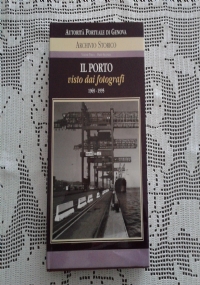 AUTORITÀ PORTUALE DI GENOVA
ARCHIVIO STORICO
IL PORTO
visto dai fotografi